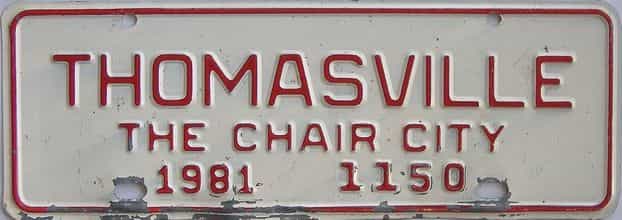 THOMASVILLE
THE CHAIR CITY
1981 1150